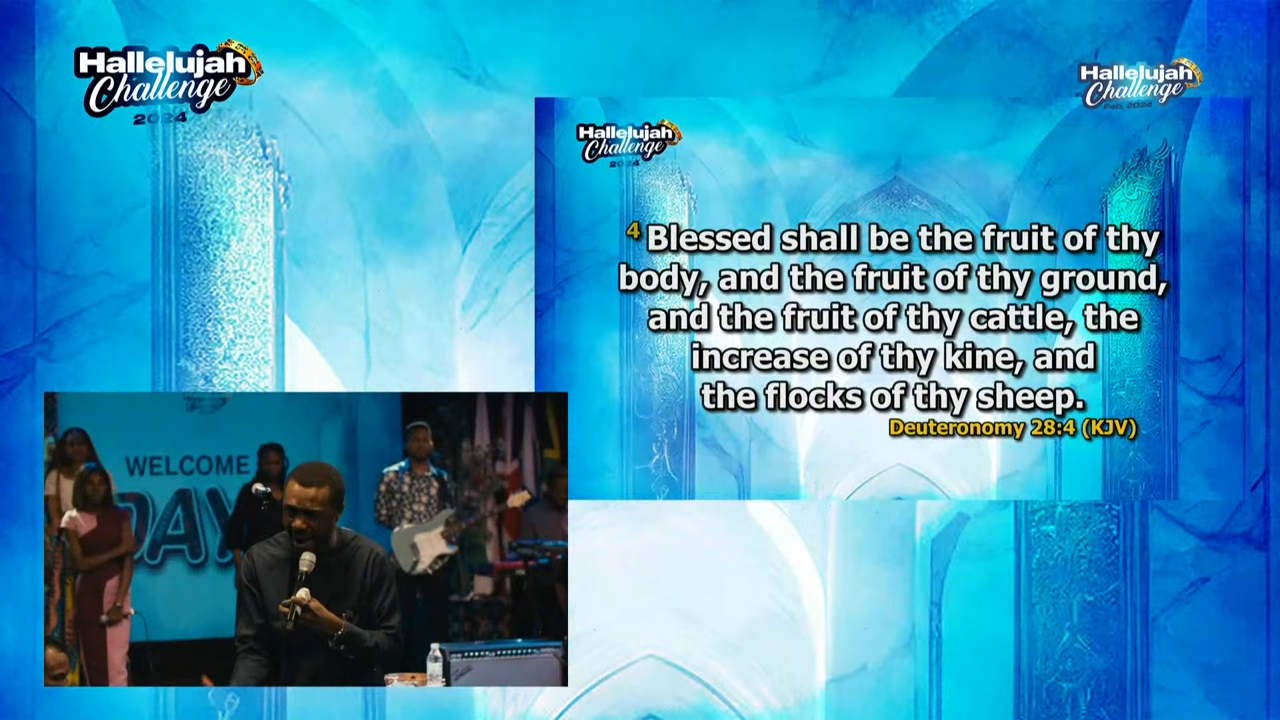 Hallelujah
Challenge
2024
Hallelujah
Challenge
Feb, 2024
Hallelujah
Challenge
2024
4 Blessed shall be the fruit of thy
body, and the fruit of thy ground,
and the fruit of thy cattle, the
increase of thy kine, and
the flocks of thy sheep.
Deuteronomy 28:4 (KJV)
WELCOME
DAY